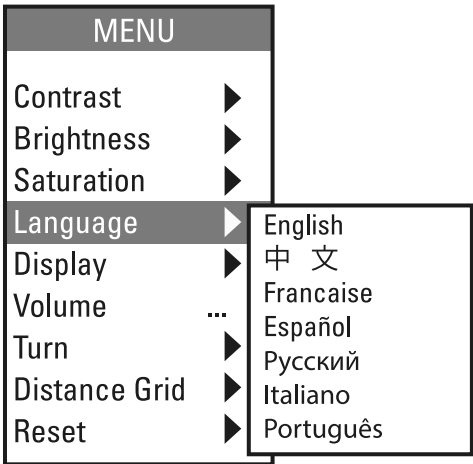 MENU
Contrast
Brightness
Saturation
Language
Display
Volume ...
Turn
Distance Grid
Reset
English
中 文
Francaise
Español
Русский
Italiano
Português